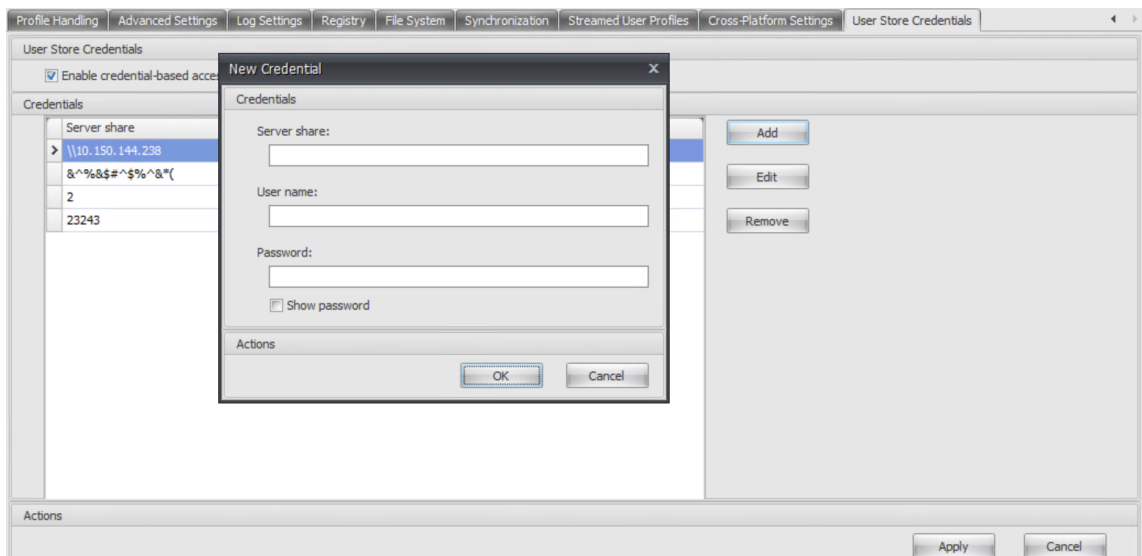 Profile Handling Advanced Settings Log Settings Registry File System Synchronization Streamed User Profiles Cross-Platform Settings User Store Credentials
User Store Credentials
Enable credential-based
New Credential x
Credentials
Server share
\\10.150.144.238
&^%&$#^$%^&*(
2
23243
Credentials
Server share:
User name:
Password:
Show password
Actions
OK Cancel
Add
Edit
Remove
Actions
Apply Cancel